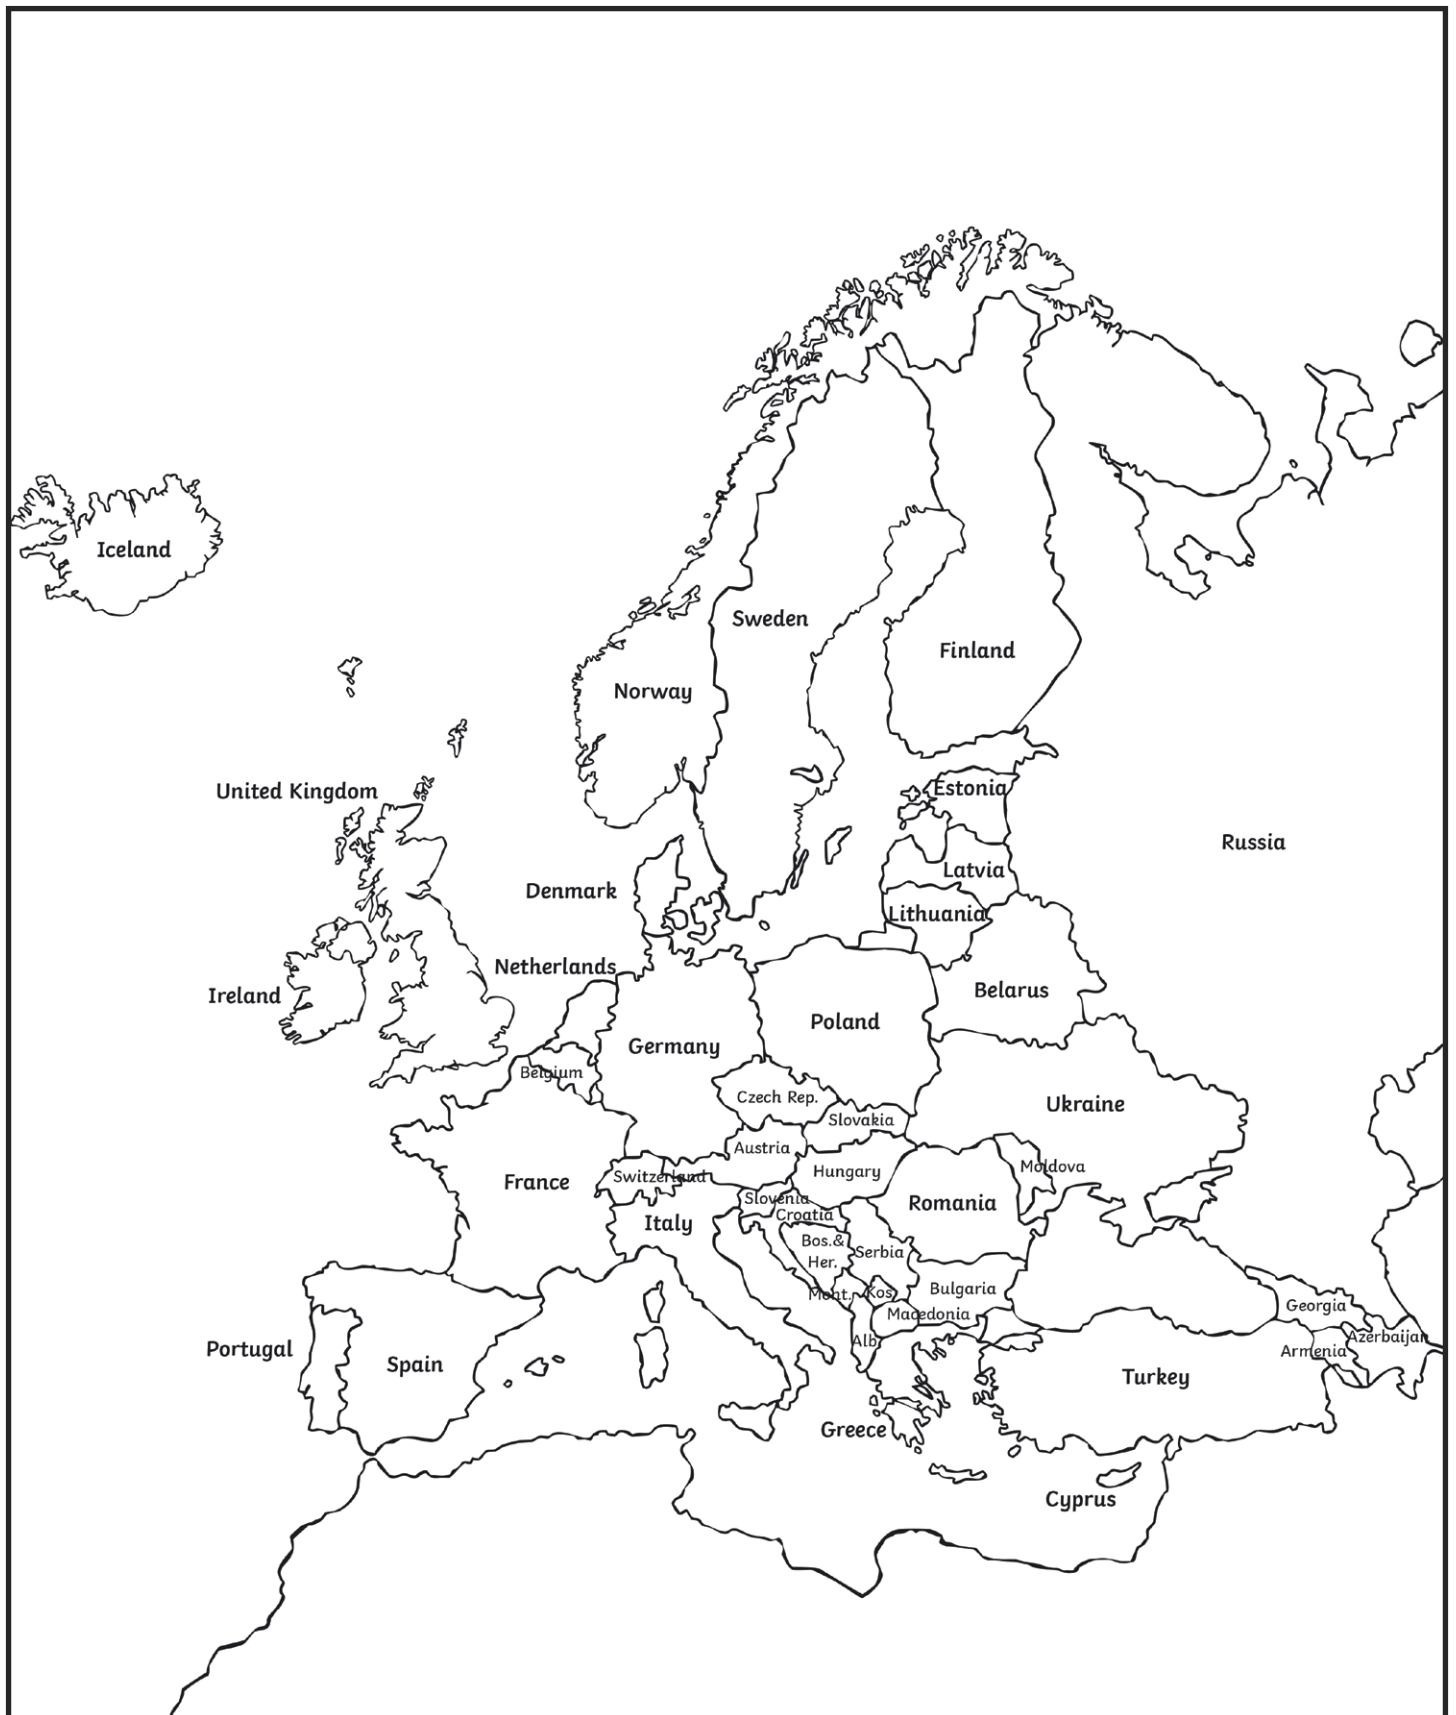 Iceland
Sweden
Finland
Norway
United Kingdom
Estonia
Russia
Latvia
Denmark
Lithuania
Netherlands
Belarus
Ireland
Poland
Germany
Belgium
Czech Rep.
Ukraine
Slovakia
Austria
Moldova
Hungary
Switzerland
France
Slovenia
Romania
Croatia
Italy
Bos.&
Her.
Serbia
Bulgaria
Mont.
Kos.
Georgia
Macedonia
Azerbaijan
Alb
Portugal
Armenia
Spain
Turkey
Greece
Cyprus